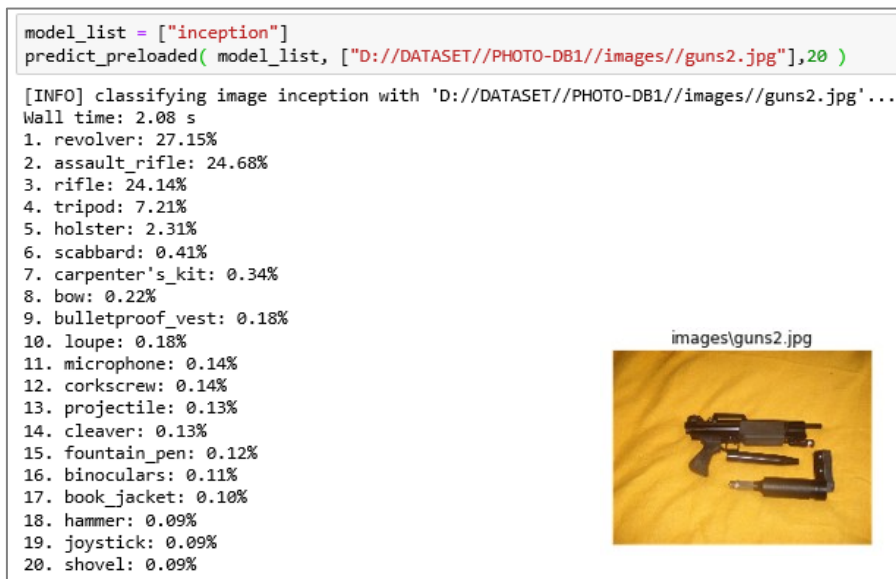 model_list = ["inception"]
predict_preloaded( model_list, ["D://DATASET//PHOTO-DB1//images//guns2.jpg"],20 )
[INFO] classifying image inception with 'D://DATASET//PHOTO-DB1//images//guns2.jpg'...
Wall time: 2.08 s
1. revolver: 27.15%
2. assault_rifle: 24.68%
3. rifle: 24.14%
4. tripod: 7.21%
5. holster: 2.31%
6. scabbard: 0.41%
7. carpenter's_kit: 0.34%
8. bow: 0.22%
9. bulletproof_vest: 0.18%
10. loupe: 0.18%
11. microphone: 0.14%
12. corkscrew: 0.14%
13. projectile: 0.13%
14. cleaver: 0.13%
15. fountain_pen: 0.12%
16. binoculars: 0.11%
17. book_jacket: 0.10%
18. hammer: 0.09%
19. joystick: 0.09%
20. shovel: 0.09%
images\guns2.jpg